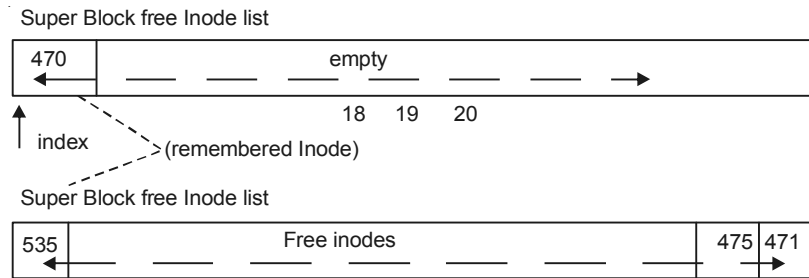 Super Block free Inode list
470 empty
18 19 20
index (remembered Inode)
Super Block free Inode list
535 Free inodes 475 471